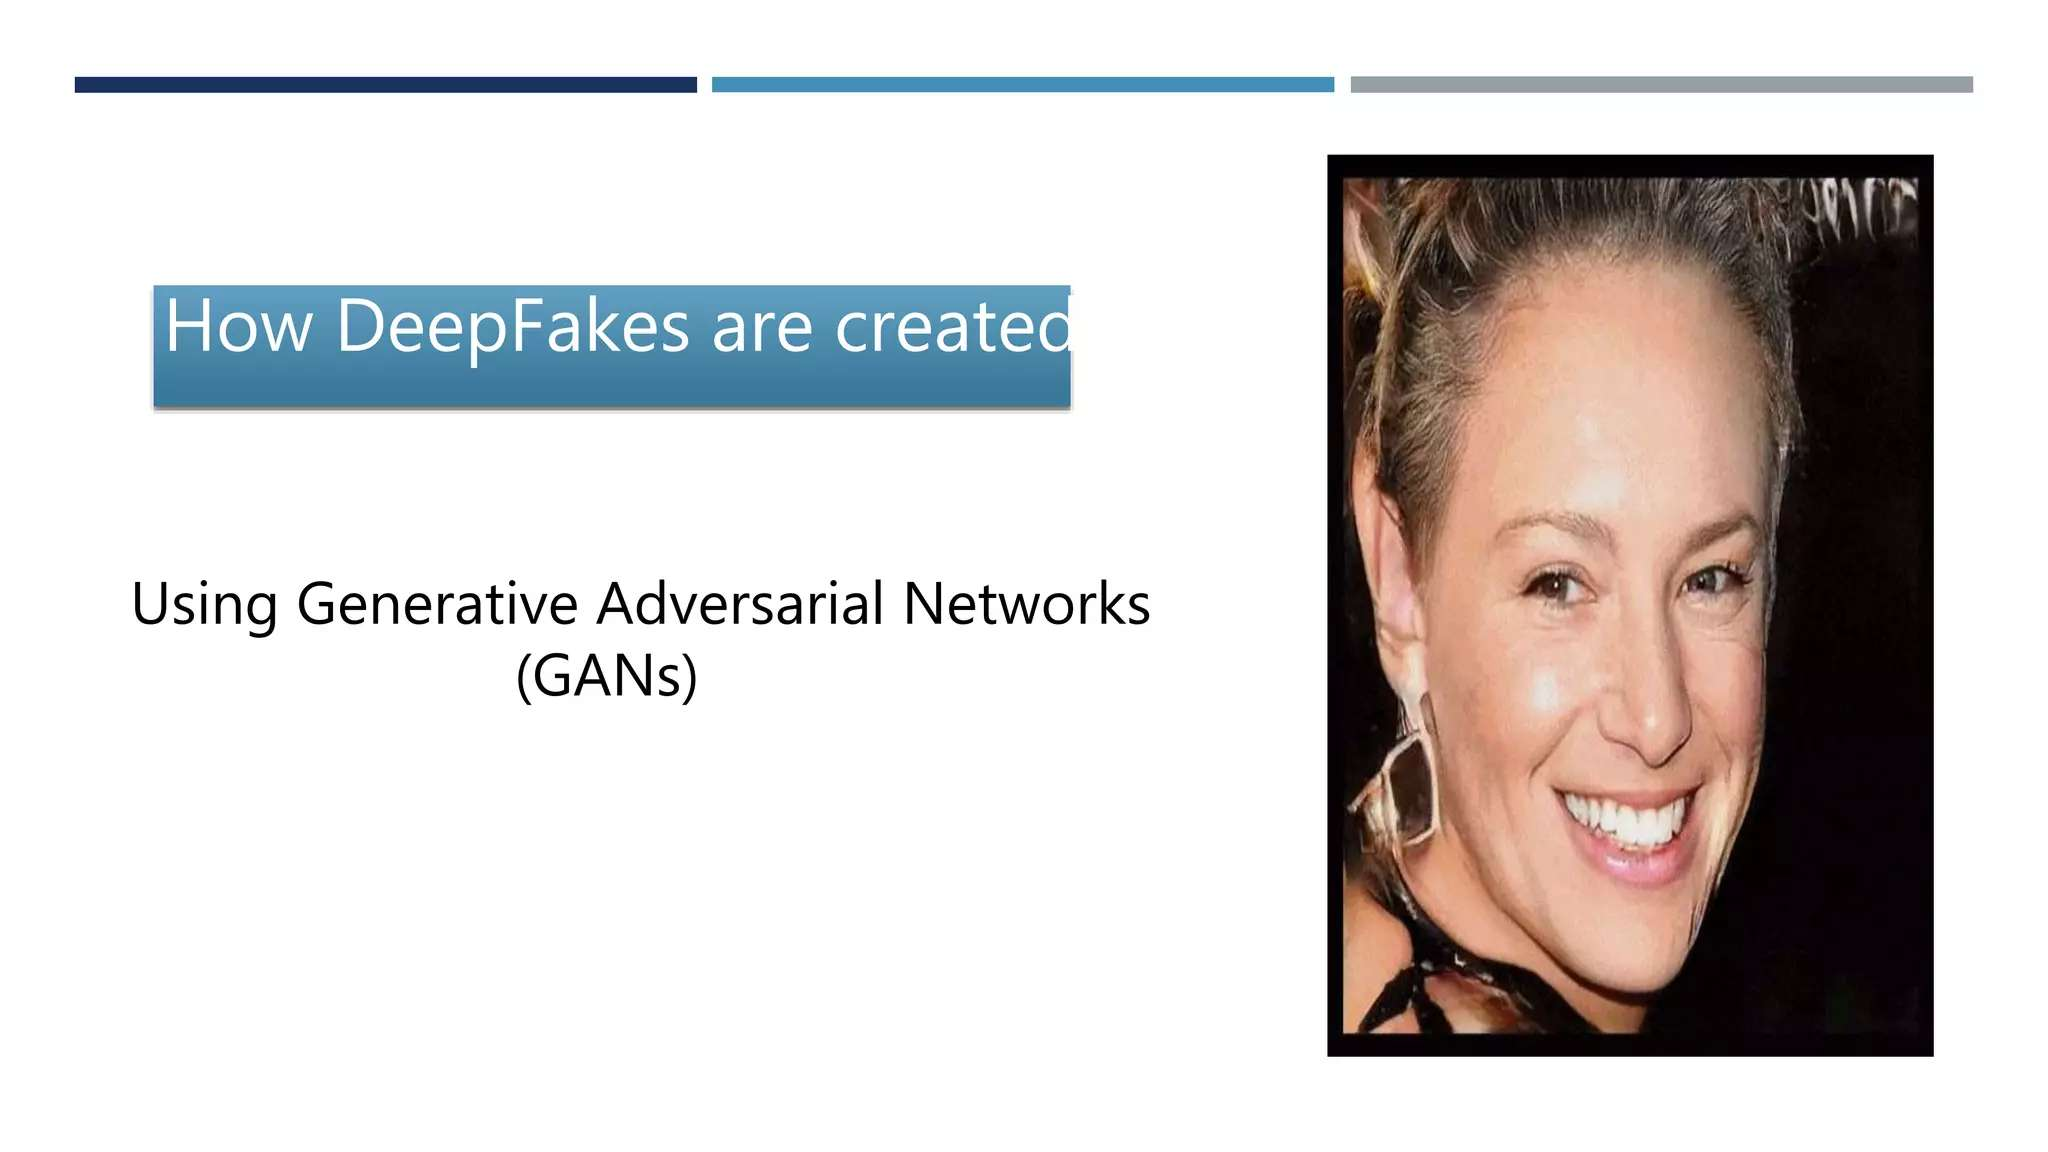 How DeepFakes are created
Using Generative Adversarial Networks
(GANs)